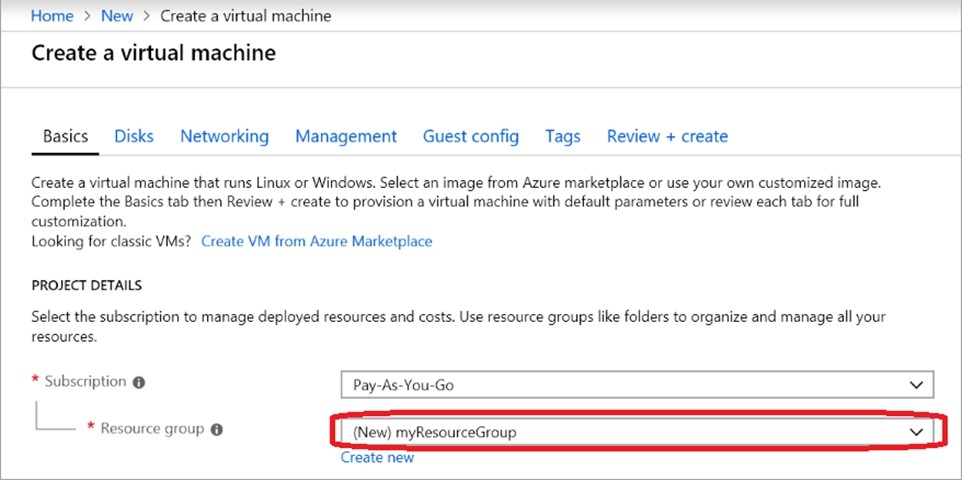 Home > New > Create a virtual machine
Create a virtual machine
Basics Disks Networking Management Guest config Tags Review + create
Create a virtual machine that runs Linux or Windows. Select an image from Azure marketplace or use your own customized image.
Complete the Basics tab then Review + create to provision a virtual machine with default parameters or review each tab for full
customization.
Looking for classic VMs? Create VM from Azure Marketplace
PROJECT DETAILS
Select the subscription to manage deployed resources and costs. Use resource groups like folders to organize and manage all your
resources.
* Subscription Pay-As-You-Go
* Resource group (New) myResourceGroup
Create new